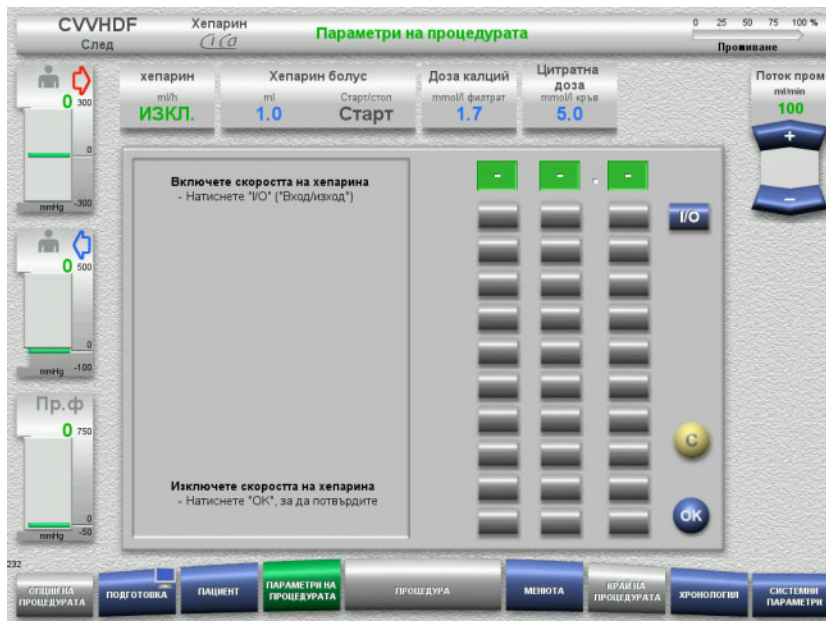 CVVHDF
След
Хепарин
CiCa
Параметри на процедурата
0 25 50 75 100 %
Промиване
хепарин
ml/h
ИЗКЛ.
Хепарин болус
ml
Старт/стоп
1.0
Старт
Доза калций
mmol/l филтрат
1.7
Цитратна
доза
mmol/l кръв
5.0
Поток пром
ml/min
100
+
−
0 300
0
-300
mmHg
0 500
0
-100
mmHg
Пр.ф
0 750
0
-50
mmHg
Включете скоростта на хепарина
- Натиснете "I/O" ("Вход/изход")
Изключете скоростта на хепарина
- Натиснете "OK", за да потвърдите
- - . -
I/O
C
OK
232
ОПЦИИ НА
ПРОЦЕДУРАТА
ПОДГОТОВКА
ПАЦИЕНТ
ПАРАМЕТРИ НА
ПРОЦЕДУРАТА
ПРОЦЕДУРА
МЕНЮТА
КРАЙ НА
ПРОЦЕДУРАТА
ХРОНОЛОГИЯ
СИСТЕМНИ
ПАРАМЕТРИ